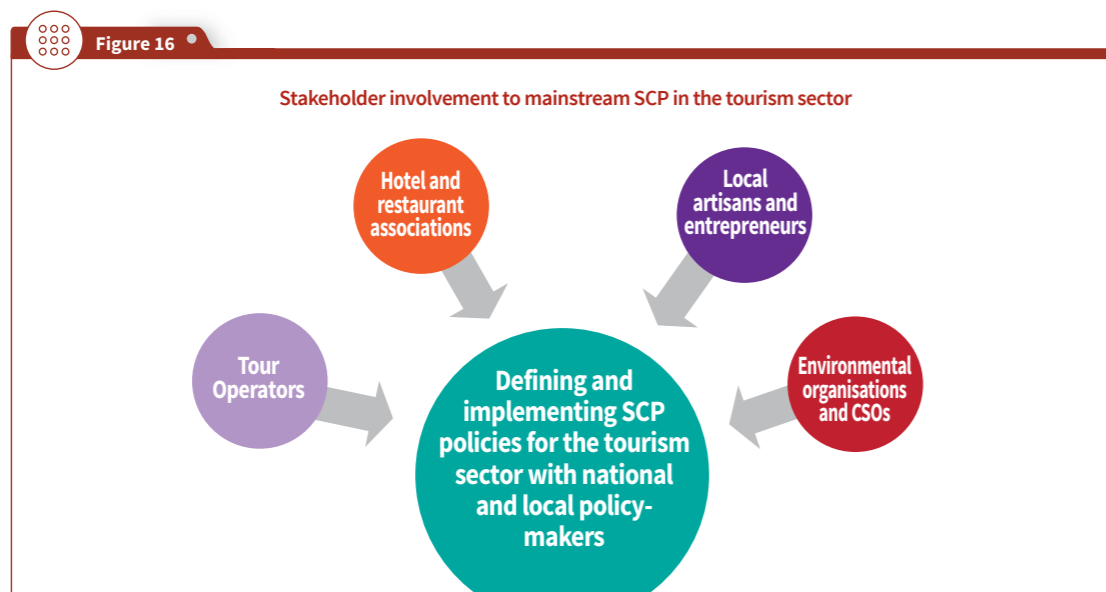 Figure 16
Stakeholder involvement to mainstream SCP in the tourism sector
Hotel and
restaurant
associations
Local
artisans and
entrepreneurs
Tour
Operators
Environmental
organisations
and CSOs
Defining and
implementing SCP
policies for the tourism
sector with national
and local policy-
makers